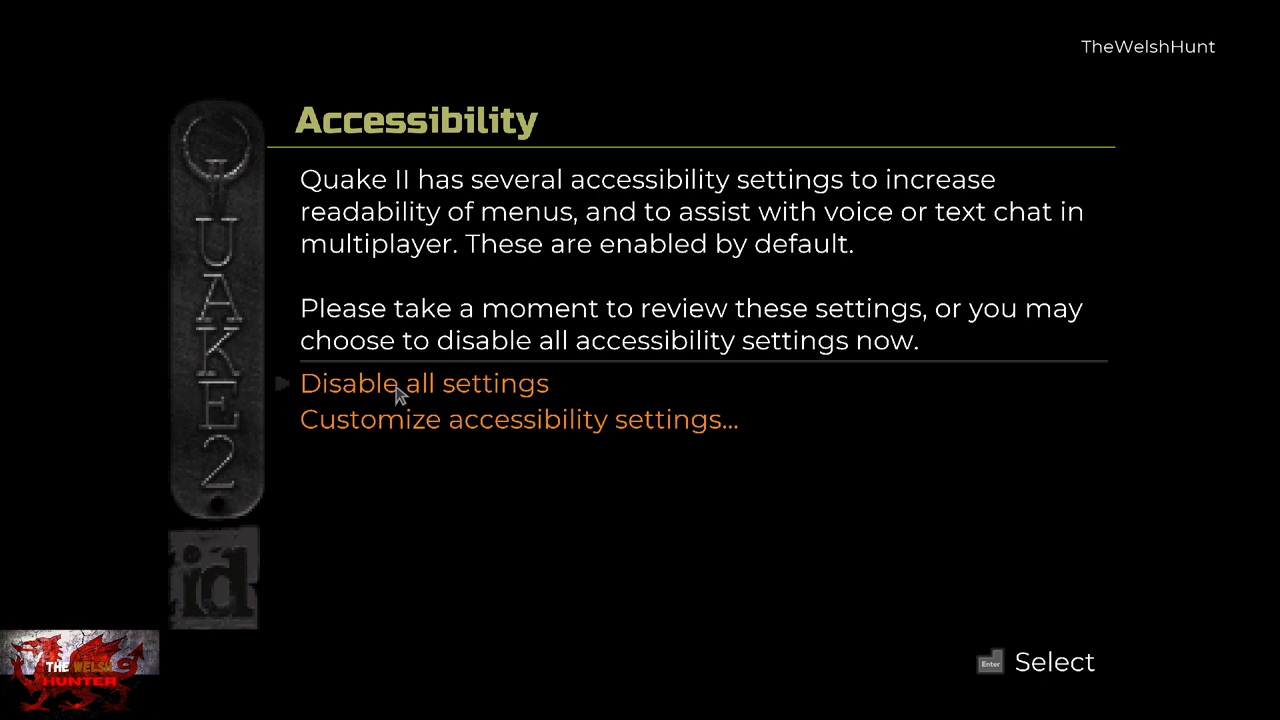 TheWelshHunt
Accessibility
QUAKE2
Quake II has several accessibility settings to increase
readability of menus, and to assist with voice or text chat in
multiplayer. These are enabled by default.
Please take a moment to review these settings, or you may
choose to disable all accessibility settings now.
Disable all settings
Customize accessibility settings...
id
THE WELSH
HUNTER
Enter Select